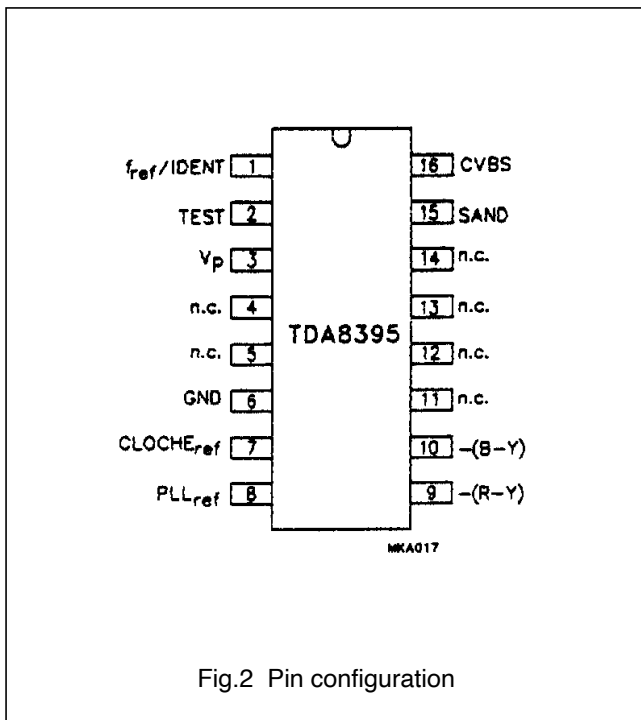 f_ref/IDENT 1
TEST 2
V_p 3
n.c. 4
n.c. 5
GND 6
CLOCHE_ref 7
PLL_ref 8
TDA8395
16 CVBS
15 SAND
14 n.c.
13 n.c.
12 n.c.
11 n.c.
10 -(B-Y)
9 -(R-Y)
MKA017
Fig.2 Pin configuration